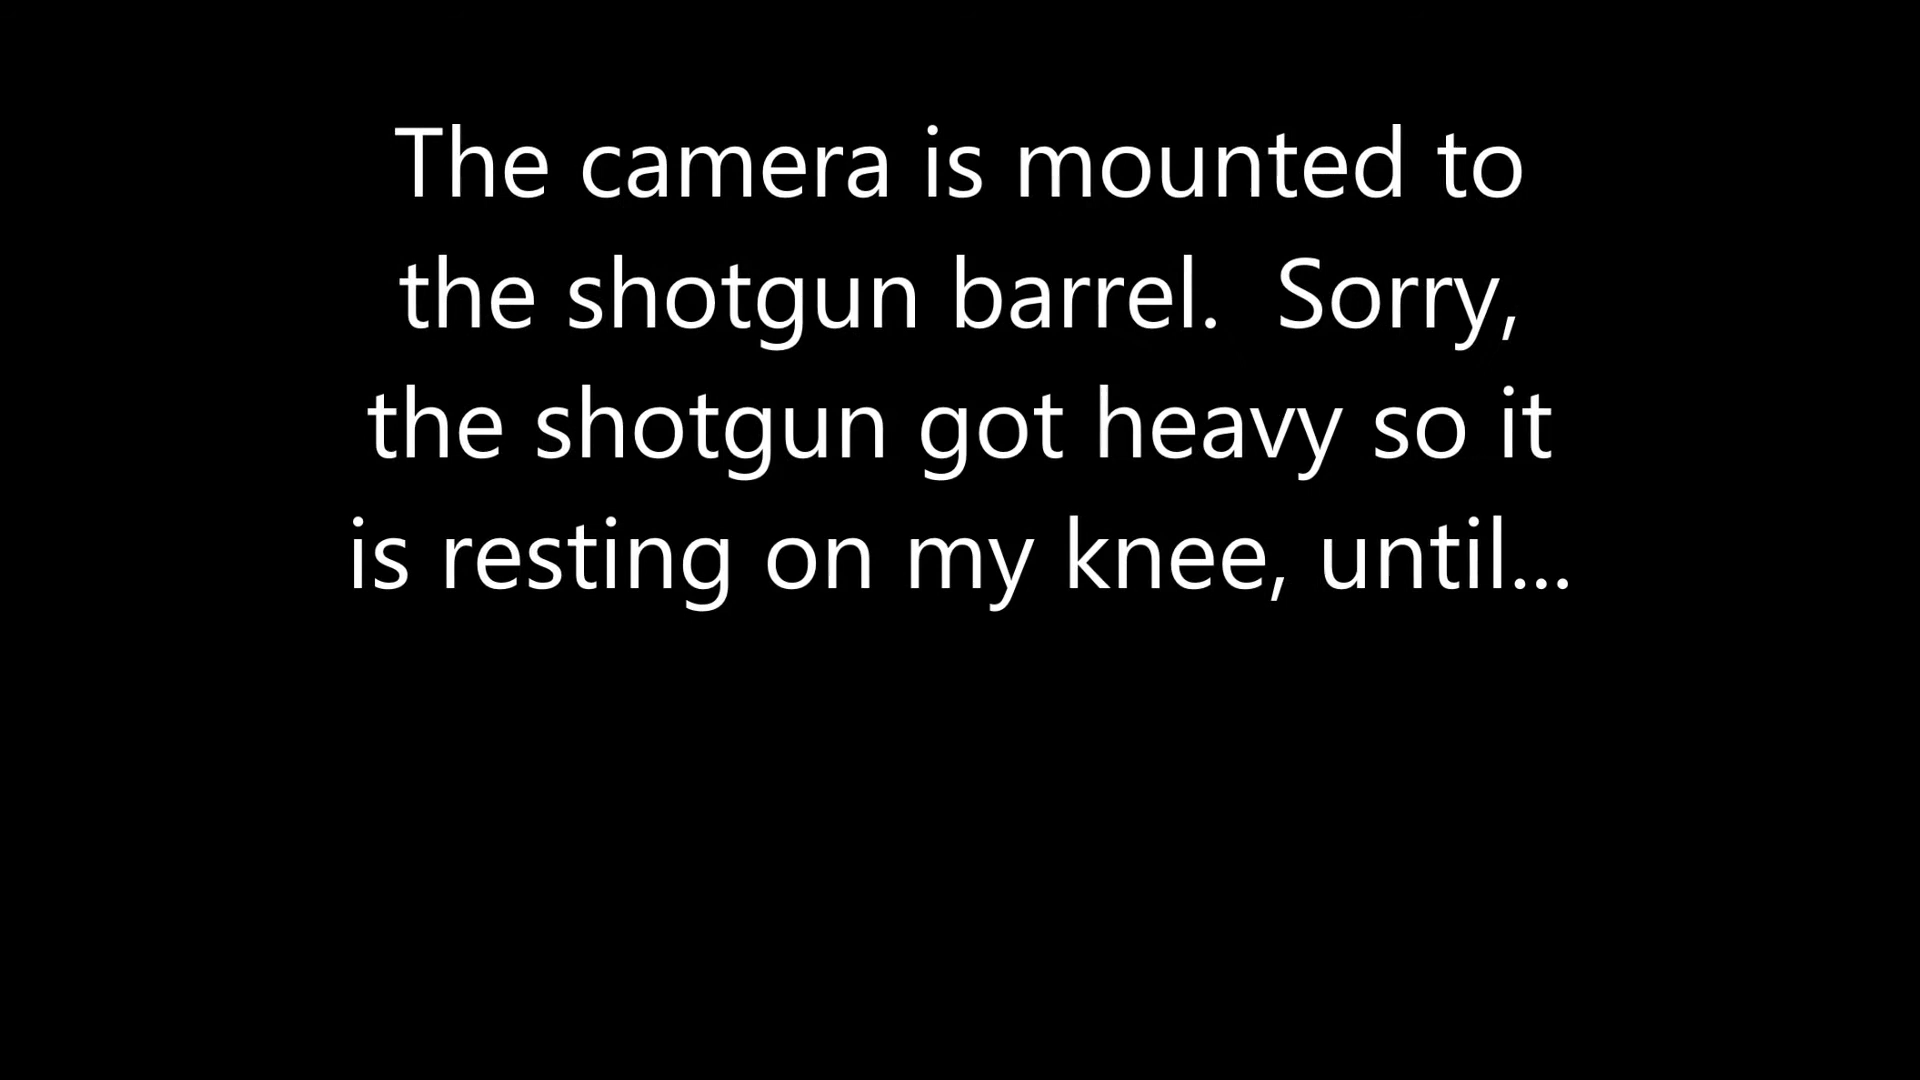 The camera is mounted to
the shotgun barrel.  Sorry,
the shotgun got heavy so it
is resting on my knee, until...